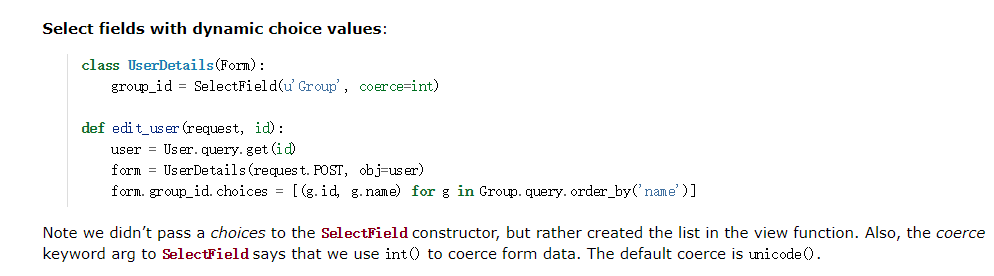 Select fields with dynamic choice values:
class UserDetails(Form):
    group_id = SelectField(u'Group', coerce=int)
def edit_user(request, id):
    user = User.query.get(id)
    form = UserDetails(request.POST, obj=user)
    form.group_id.choices = [(g.id, g.name) for g in Group.query.order_by('name')]
Note we didn’t pass a choices to the SelectField constructor, but rather created the list in the view function. Also, the coerce
keyword arg to SelectField says that we use int() to coerce form data. The default coerce is unicode().